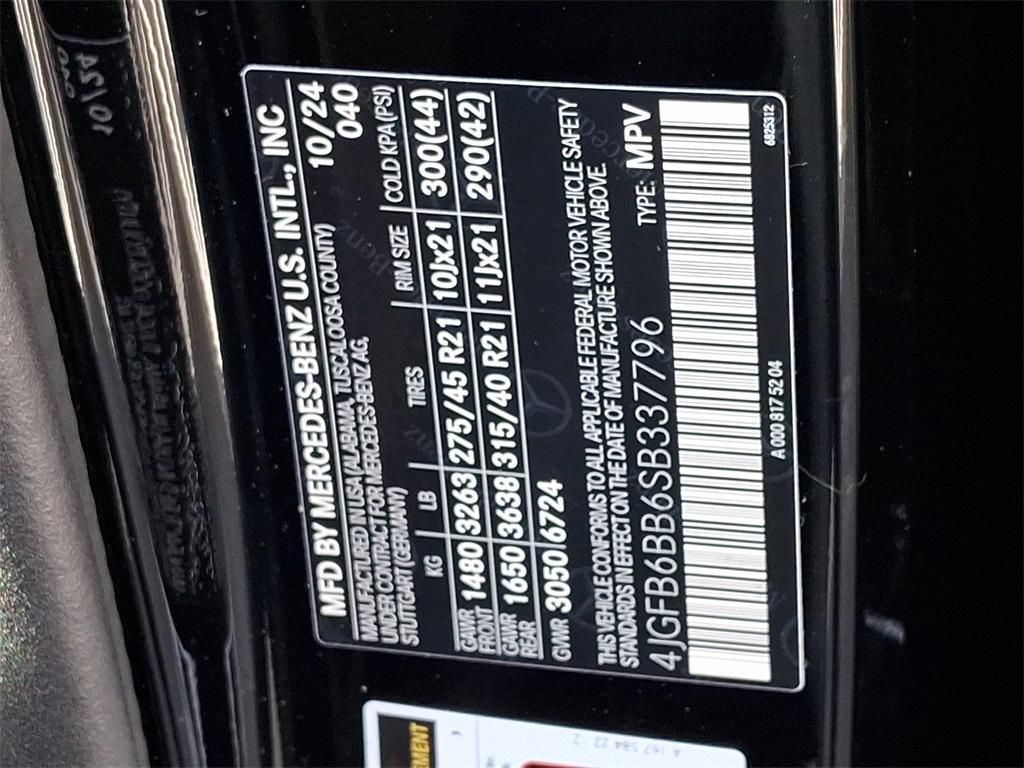 MFD BY MERCEDES-BENZ U.S. INTL., INC
MANUFACTURED IN USA (ALABAMA, TUSCALOOSA COUNTY) 10/24
UNDER CONTRACT FOR MERCEDES-BENZ AG, 040
STUTTGART (GERMANY)
KG LB TIRES RIM SIZE COLD KPA (PSI)
GAWR FRONT 1480 3263 275/45 R21 10Jx21 300(44)
GAWR REAR 1650 3638 315/40 R21 11Jx21 290(42)
GVWR 3050 6724
THIS VEHICLE CONFORMS TO ALL APPLICABLE FEDERAL MOTOR VEHICLE SAFETY
STANDARDS IN EFFECT ON THE DATE OF MANUFACTURE SHOWN ABOVE.
4JGFB6BB6SB337796 TYPE: MPV
A 000 817 52 04 6825312